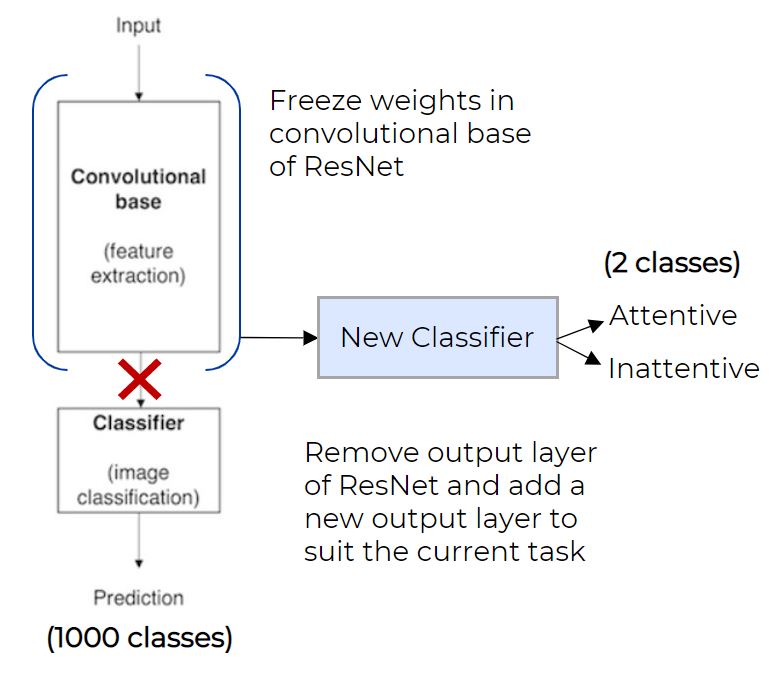 Input
Convolutional
base
(feature
extraction)
Freeze weights in
convolutional base
of ResNet
New Classifier
(2 classes)
Attentive
Inattentive
Classifier
(image
classification)
Remove output layer
of ResNet and add a
new output layer to
suit the current task
Prediction
(1000 classes)